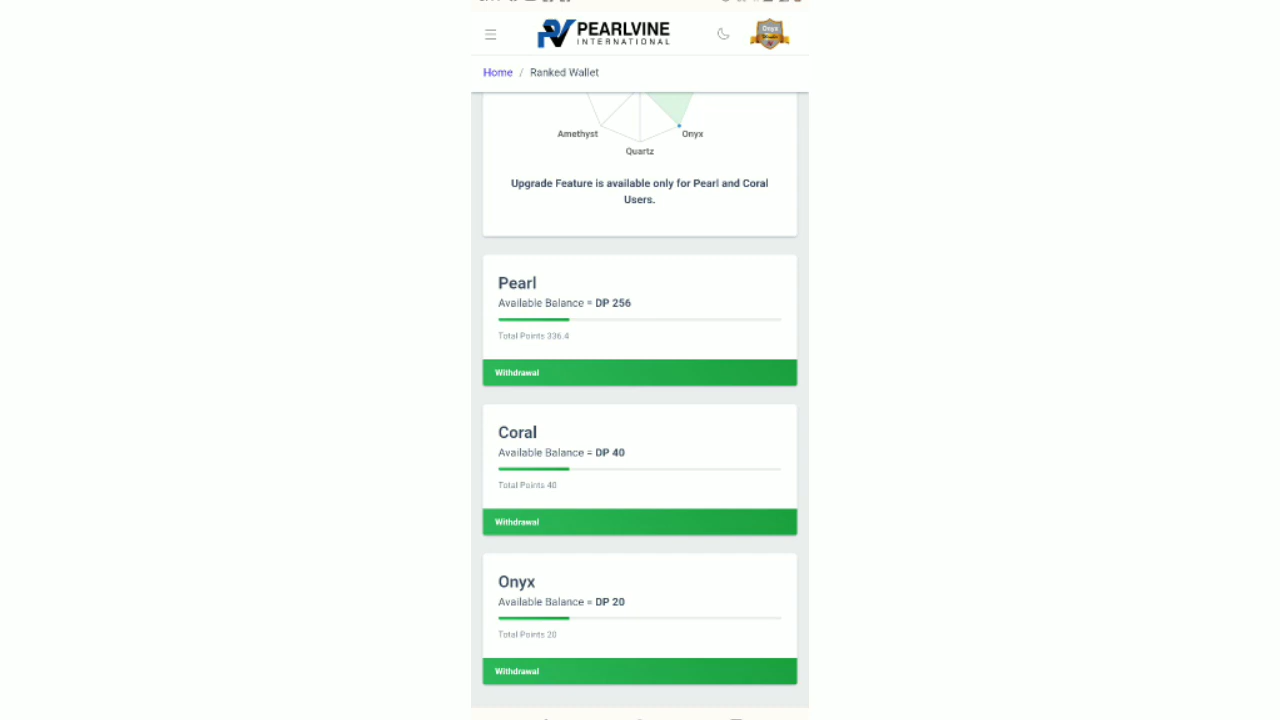 PEARLVINE
INTERNATIONAL
Onyx
Home / Ranked Wallet
Amethyst
Onyx
Quartz
Upgrade Feature is available only for Pearl and Coral
Users.
Pearl
Available Balance = DP 256
Total Points 336.4
Withdrawal
Coral
Available Balance = DP 40
Total Points 40
Withdrawal
Onyx
Available Balance = DP 20
Total Points 20
Withdrawal